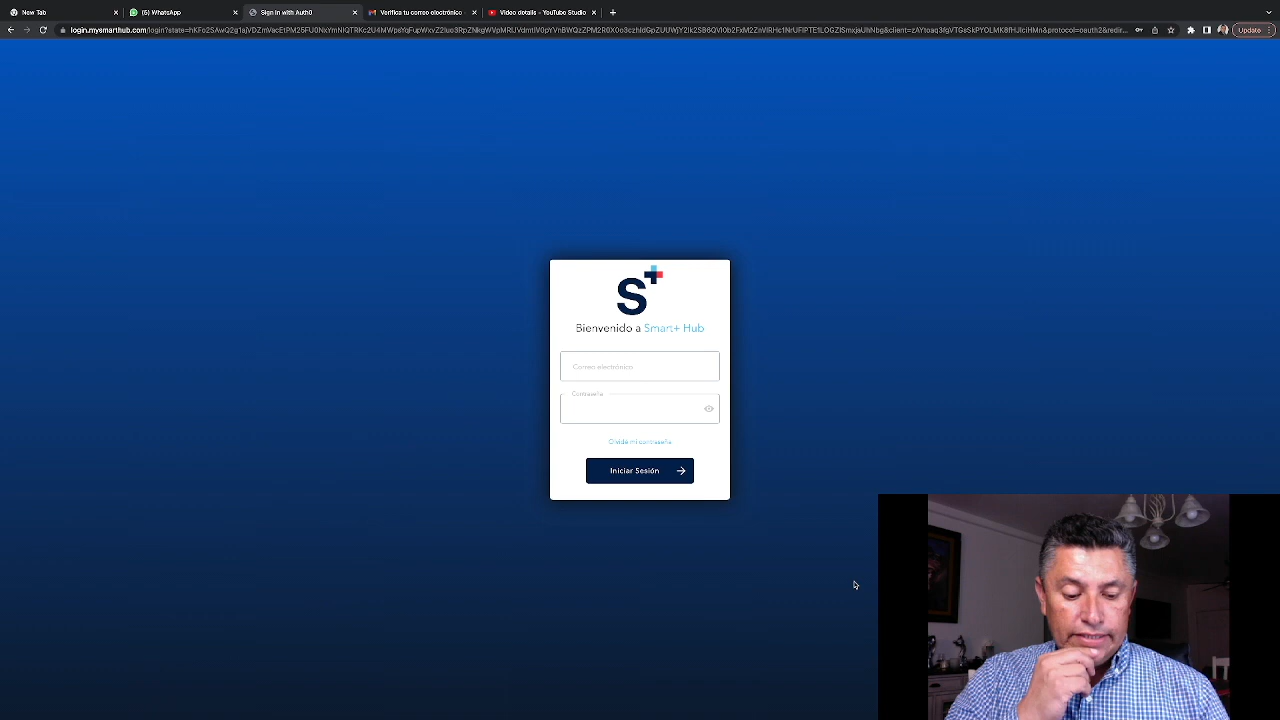 New Tab
(6) WhatsApp
Sign In with Auth0
Verifica tu correo electrónico -
Video details - YouTube Studio
Update
S+
Bienvenido a Smart+ Hub
Correo electrónico
Contraseña
Olvidé mi contraseña
Iniciar Sesión